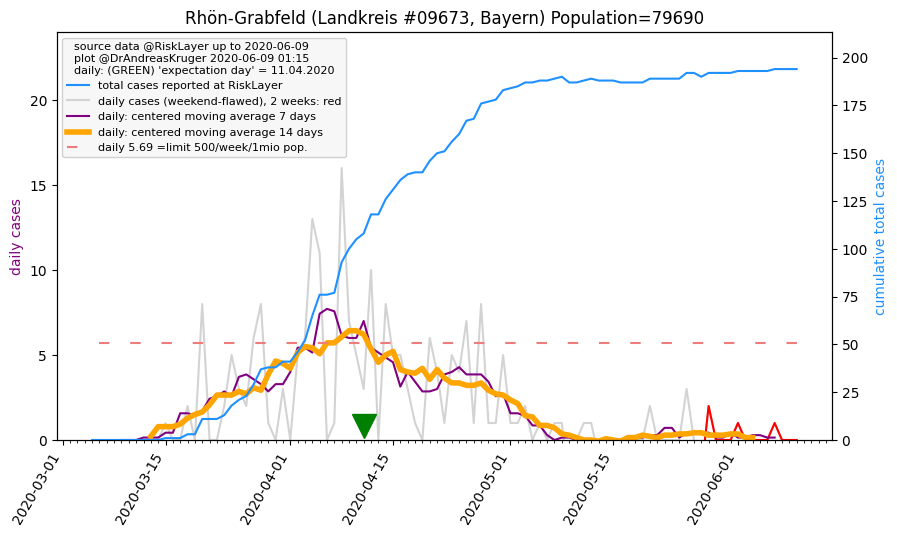 Rhön-Grabfeld (Landkreis #09673, Bayern) Population=79690
source data @RiskLayer up to 2020-06-09
plot @DrAndreasKruger 2020-06-09 01:15
daily: (GREEN) 'expectation day' = 11.04.2020
total cases reported at RiskLayer
daily cases (weekend-flawed), 2 weeks: red
daily: centered moving average 7 days
daily: centered moving average 14 days
daily 5.69 =limit 500/week/1mio pop.
daily cases
20
15
10
5
0
cumulative total cases
200
175
150
125
100
75
50
25
0
2020-03-01
2020-03-15
2020-04-01
2020-04-15
2020-05-01
2020-05-15
2020-06-01